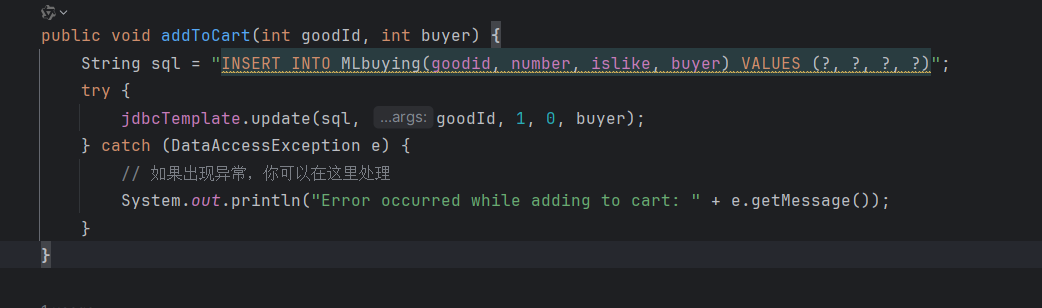 public void addToCart(int goodId, int buyer) {
String sql = "INSERT INTO MLbuying(goodid, number, islike, buyer) VALUES (?, ?, ?, ?)";
try {
jdbcTemplate.update(sql, ...args: goodId, 1, 0, buyer);
} catch (DataAccessException e) {
// 如果出现异常，你可以在这里处理
System.out.println("Error occurred while adding to cart: " + e.getMessage());
}
}